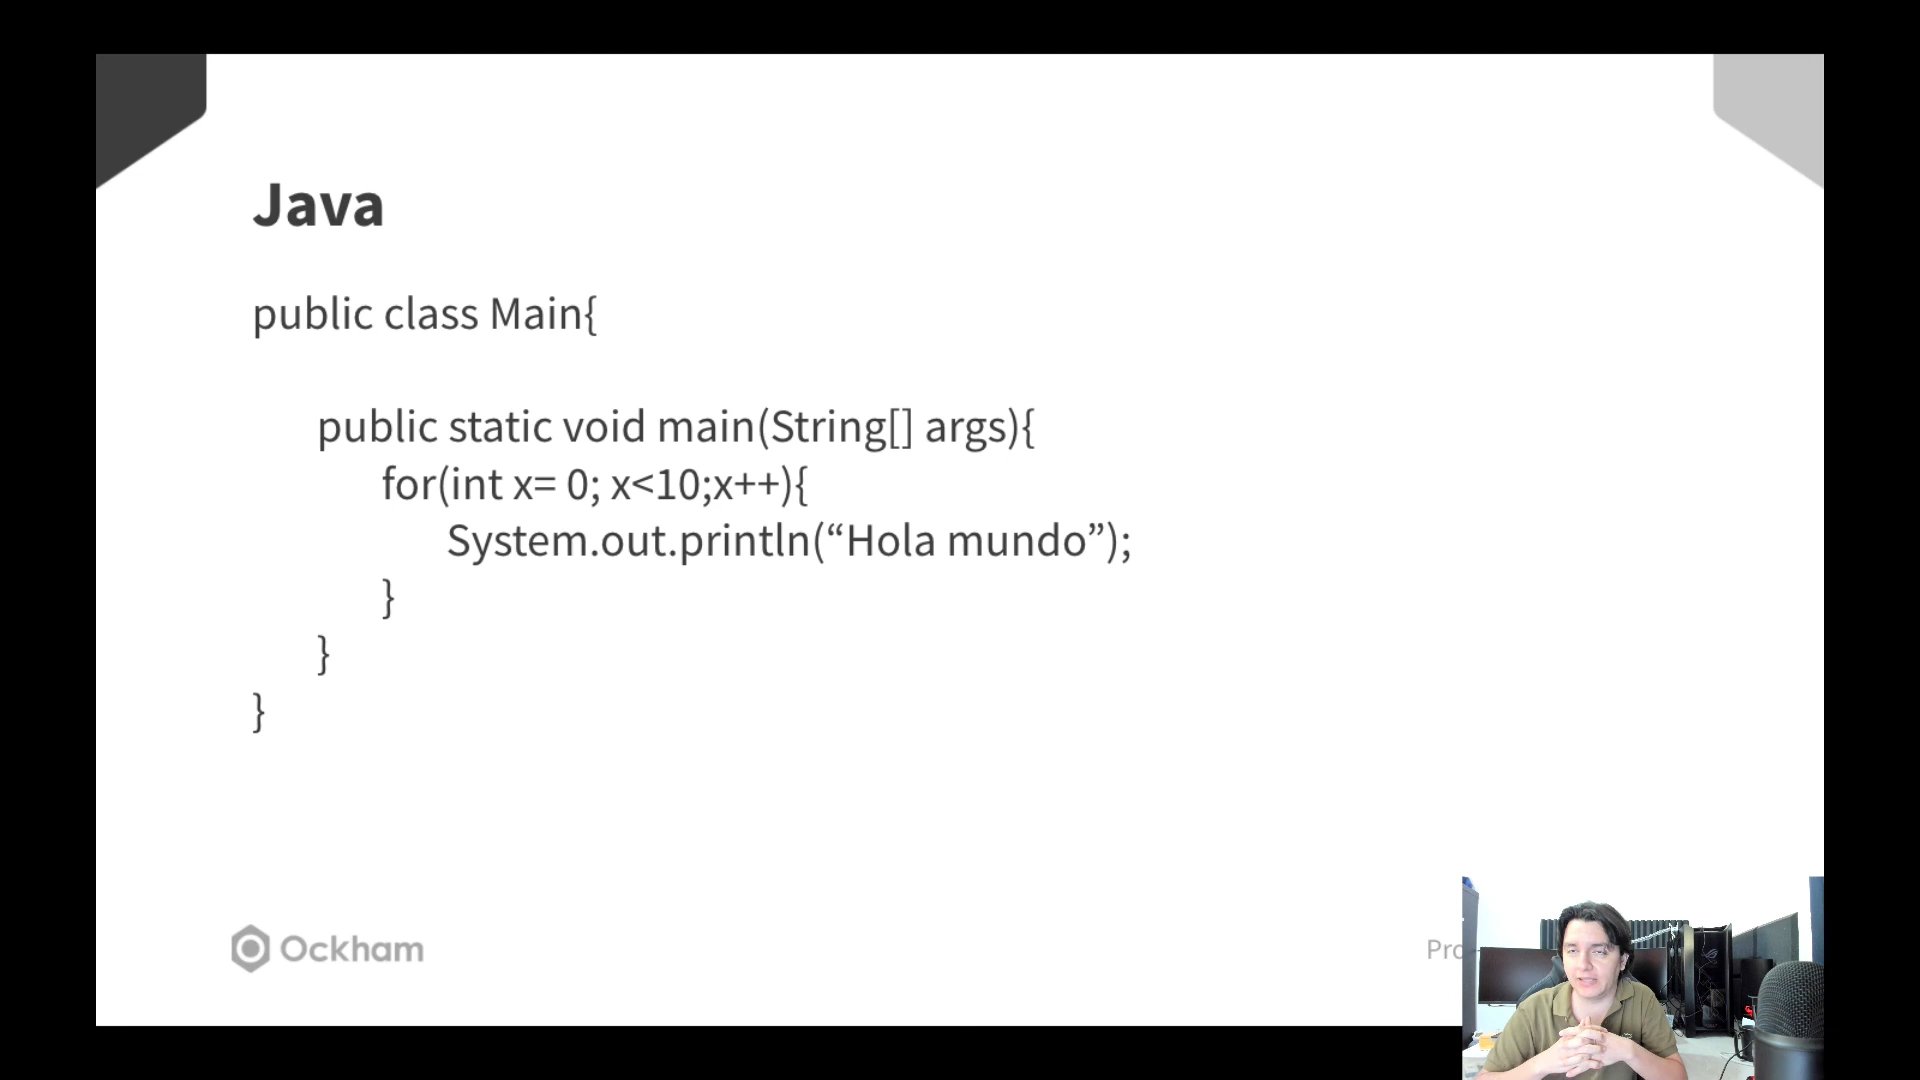 Java
public class Main{
public static void main(String[] args){
for(int x= 0; x<10;x++){
System.out.println(“Hola mundo”);
}
}
}
Ockham